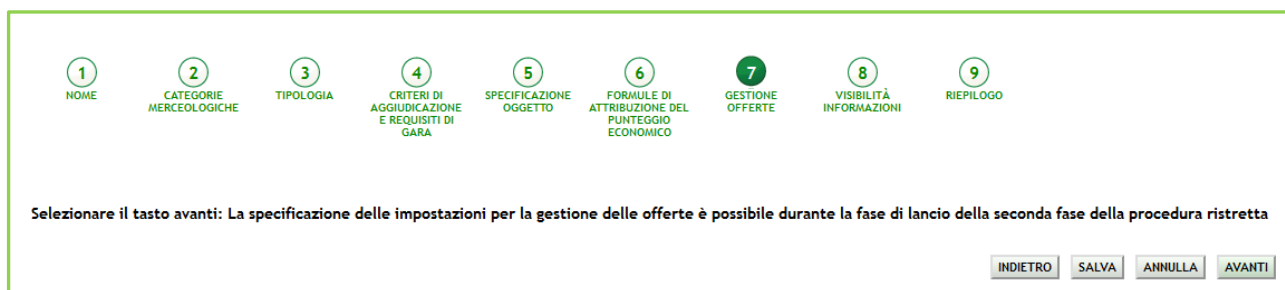 1 2 3 4 5 6 7 8 9
NOME
CATEGORIE
MERCEOLOGICHE
TIPOLOGIA
CRITERI DI
AGGIUDICAZIONE
E REQUISITI DI
GARA
SPECIFICAZIONE
OGGETTO
FORMULE DI
ATTRIBUZIONE DEL
PUNTEGGIO
ECONOMICO
GESTIONE
OFFERTE
VISIBILITÀ
INFORMAZIONI
RIEPILOGO
Selezionare il tasto avanti: La specificazione delle impostazioni per la gestione delle offerte è possibile durante la fase di lancio della seconda fase della procedura ristretta
INDIETRO SALVA ANNULLA AVANTI